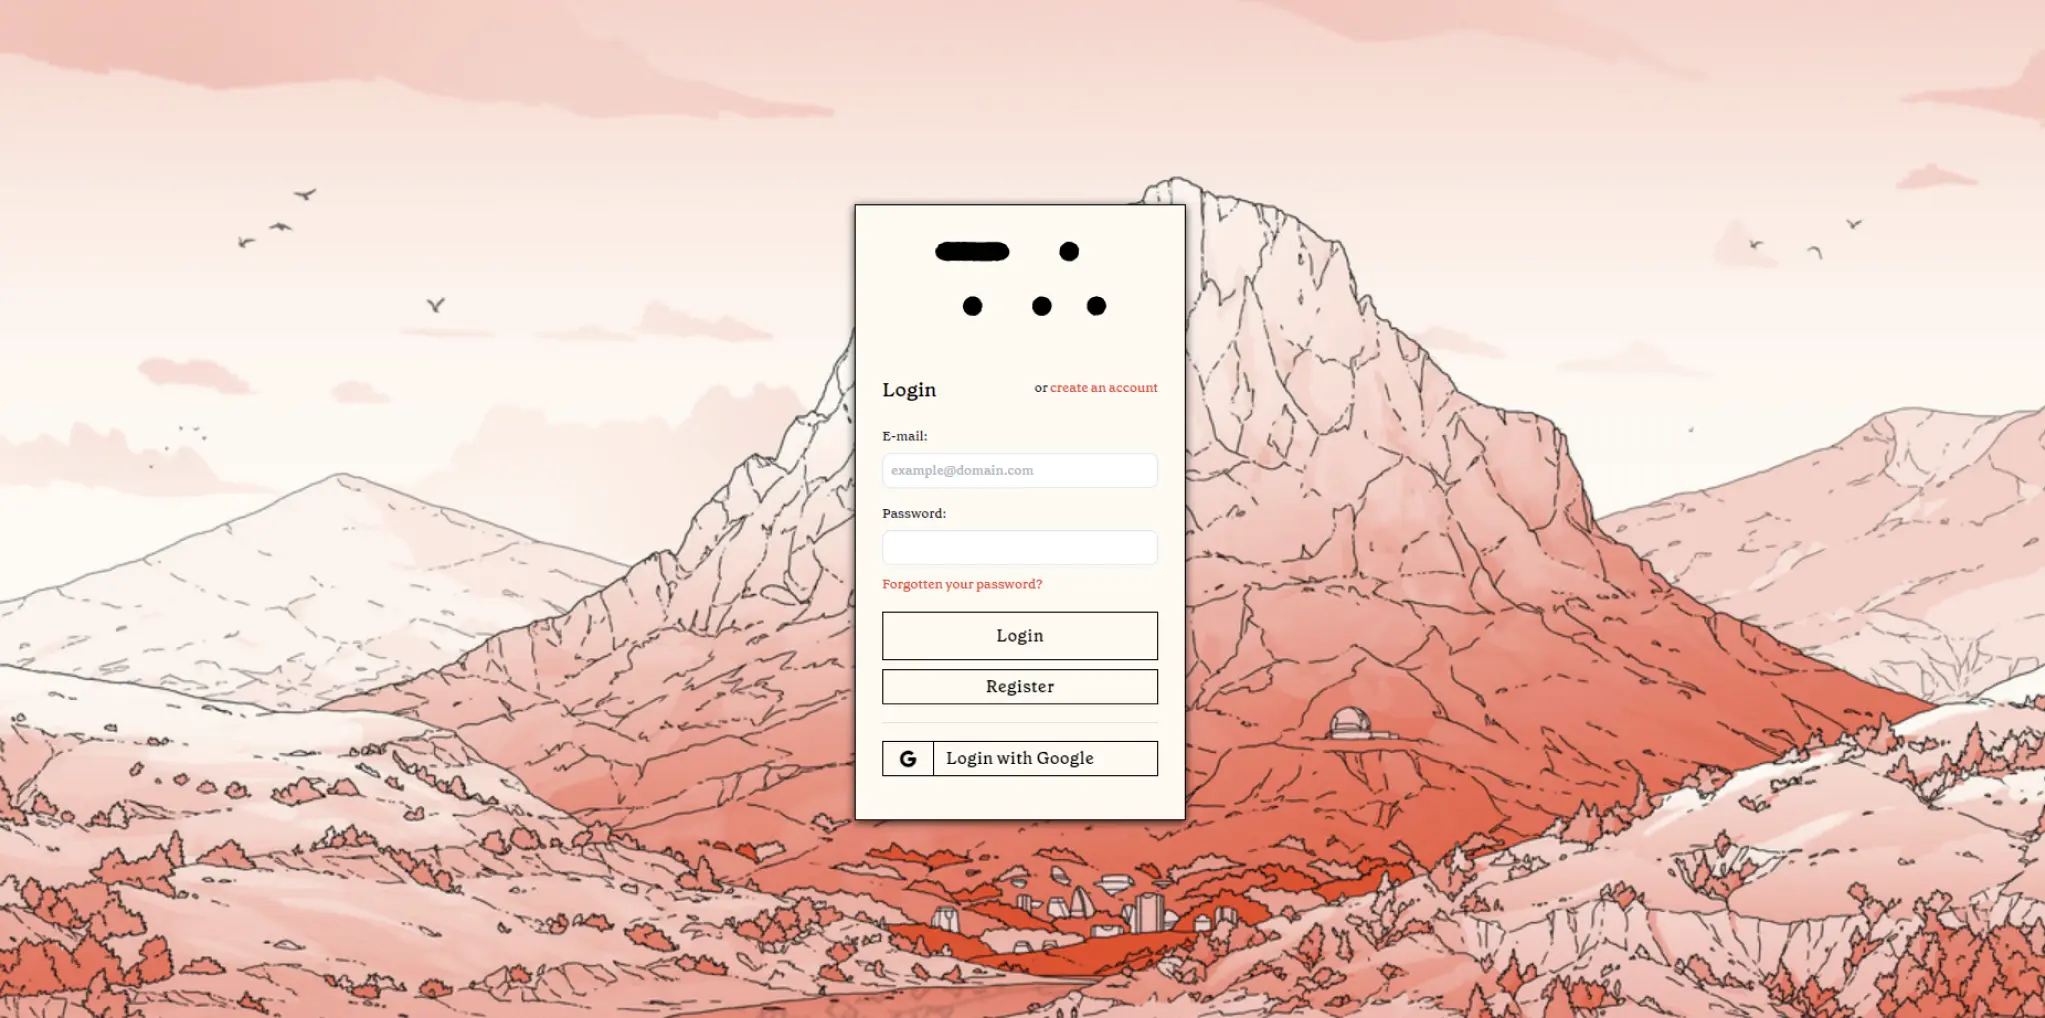 Login
or create an account
E-mail:
example@domain.com
Password:
Forgotten your password?
Login
Register
G Login with Google